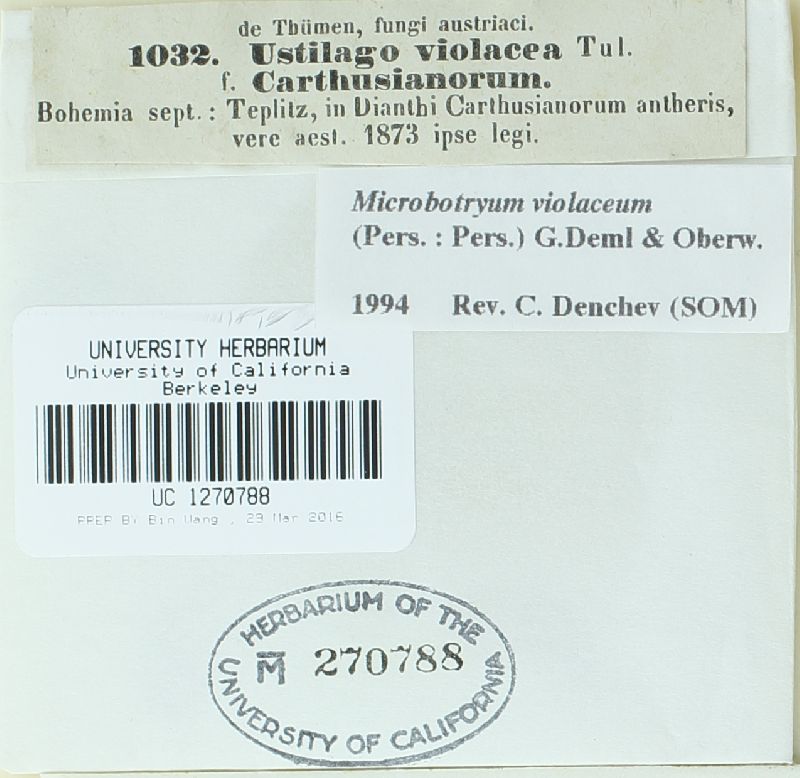 de Thümen, fungi austriaci.
1032. Ustilago violacea Tul.
f. Carthusianorum.
Bohemia sept.: Teplitz, in Dianthi Carthusianorum antheris,
vere aest. 1873 ipse legi.
Microbotryum violaceum
(Pers. : Pers.) G.Deml & Oberw.
1994 Rev. C. Denchev (SOM)
UNIVERSITY HERBARIUM
University of California
Berkeley
UC 1270788
PREP BY Bin Wang , 23 Mar 2016
HERBARIUM OF THE
M̅ 270788
UNIVERSITY OF CALIFORNIA